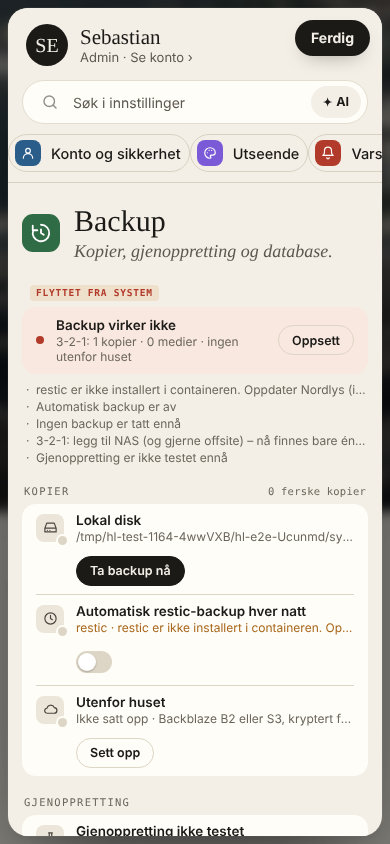 SE
Sebastian
Admin · Se konto ›
Ferdig
Søk i innstillinger
✦ AI
Konto og sikkerhet
Utseende
Vars
Backup
Kopier, gjenoppretting og database.
FLYTTET FRA SYSTEM
Backup virker ikke
3-2-1: 1 kopi · 0 medier · ingen
utenfor huset
Oppsett
· restic er ikke installert i containeren. Oppdater Nordlys (i...
· Automatisk backup er av
· Ingen backup er tatt ennå
· 3-2-1: legg til NAS (og gjerne offsite) – nå finnes bare én...
· Gjenoppretting er ikke testet ennå
KOPIER
0 ferske kopier
Lokal disk
/tmp/hl-test-1164-4wwVXB/hl-e2e-Ucunmd/sy...
Ta backup nå
Automatisk restic-backup hver natt
restic · restic er ikke installert i containeren. Op...
Utenfor huset
Ikke satt opp · Backblaze B2 eller S3, kryptert f...
Sett opp
GJENOPPRETTING
Gjenoppretting ikke testet